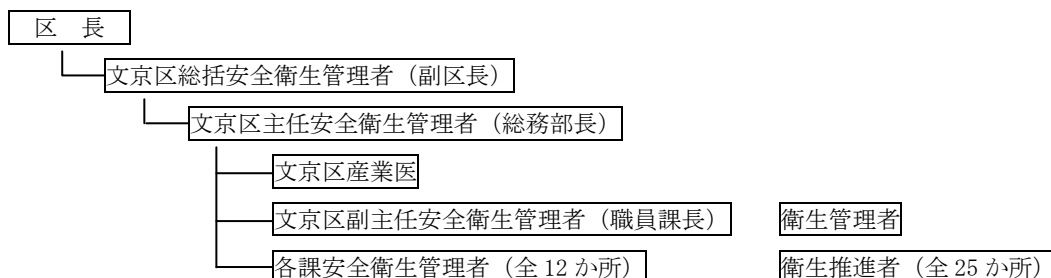 区 長
文京区総括安全衛生管理者（副区長）
文京区主任安全衛生管理者（総務部長）
文京区産業医
文京区副主任安全衛生管理者（職員課長） 衛生管理者
各課安全衛生管理者（全 12 か所） 衛生推進者（全 25 か所）